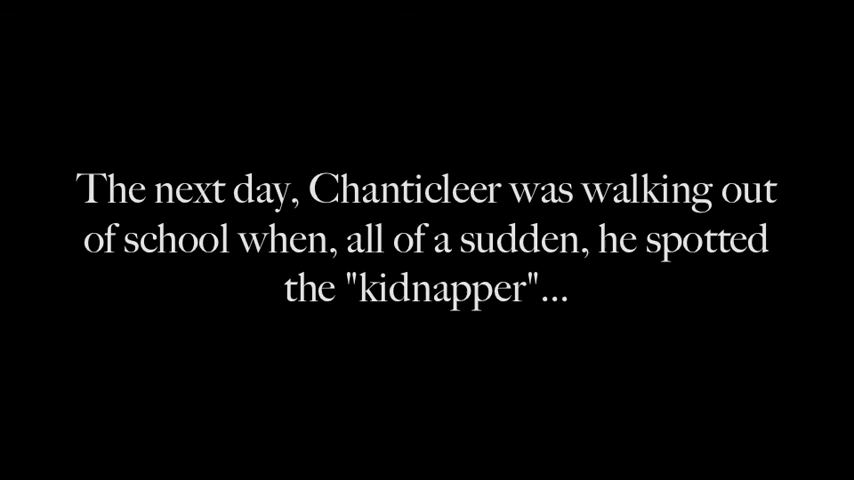 The next day, Chanticleer was walking out
of school when, all of a sudden, he spotted
the "kidnapper"...